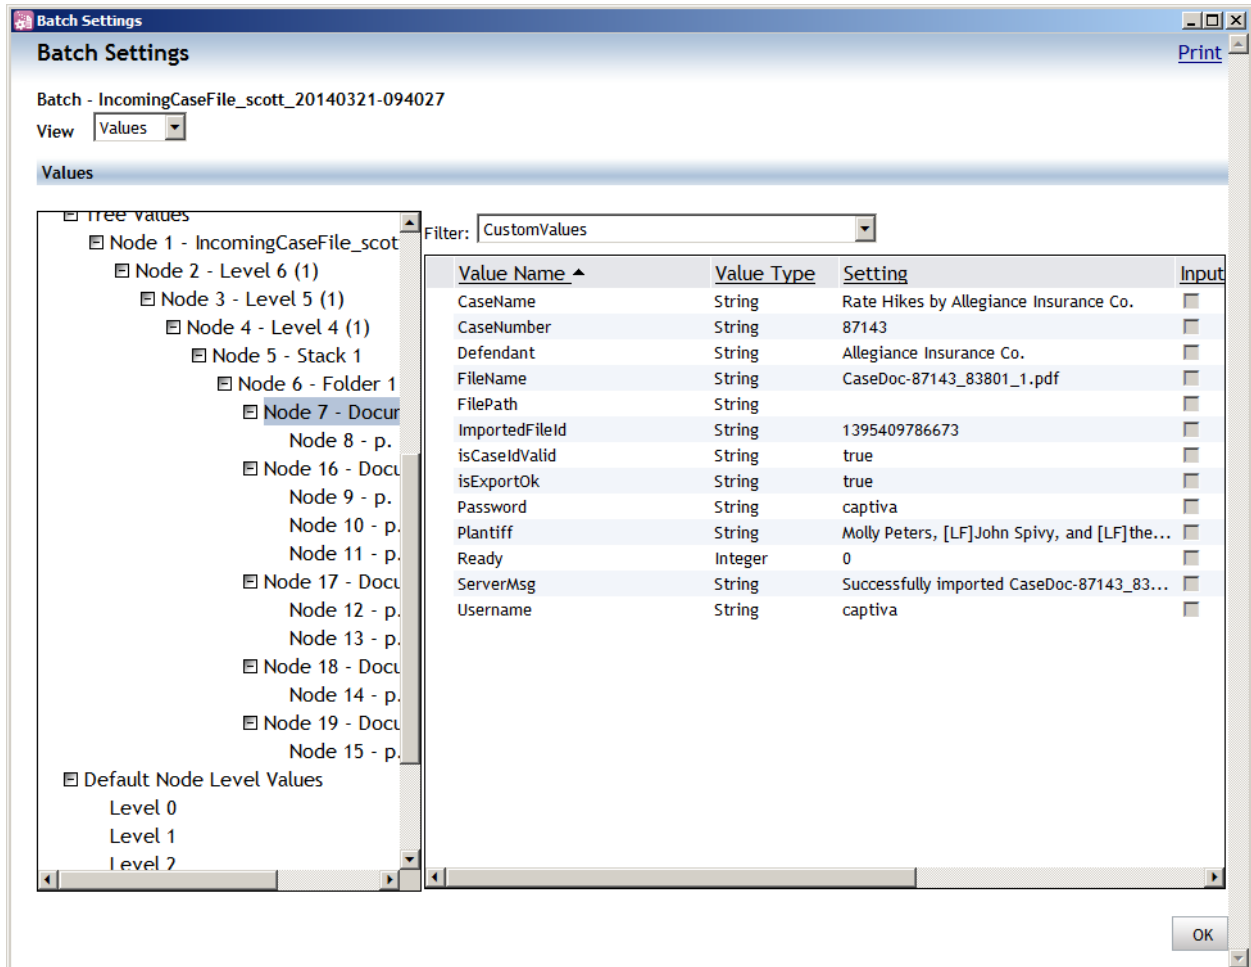 Batch Settings
Batch Settings
Print
Batch - IncomingCaseFile_scott_20140321-094027
View Values
Values
Tree Values
Node 1 - IncomingCaseFile_scot
Node 2 - Level 6 (1)
Node 3 - Level 5 (1)
Node 4 - Level 4 (1)
Node 5 - Stack 1
Node 6 - Folder 1
Node 7 - Docur
Node 8 - p.
Node 16 - Docu
Node 9 - p.
Node 10 - p.
Node 11 - p.
Node 17 - Docu
Node 12 - p.
Node 13 - p.
Node 18 - Docu
Node 14 - p.
Node 19 - Docu
Node 15 - p.
Default Node Level Values
Level 0
Level 1
Level 2
Filter: CustomValues
Value Name Value Type Setting Input
CaseName String Rate Hikes by Allegiance Insurance Co.
CaseNumber String 87143
Defendant String Allegiance Insurance Co.
FileName String CaseDoc-87143_83801_1.pdf
FilePath String
ImportedFileId String 1395409786673
isCaseIdValid String true
isExportOk String true
Password String captiva
Plantiff String Molly Peters, [LF]John Spivy, and [LF]the...
Ready Integer 0
ServerMsg String Successfully imported CaseDoc-87143_83...
Username String captiva
OK